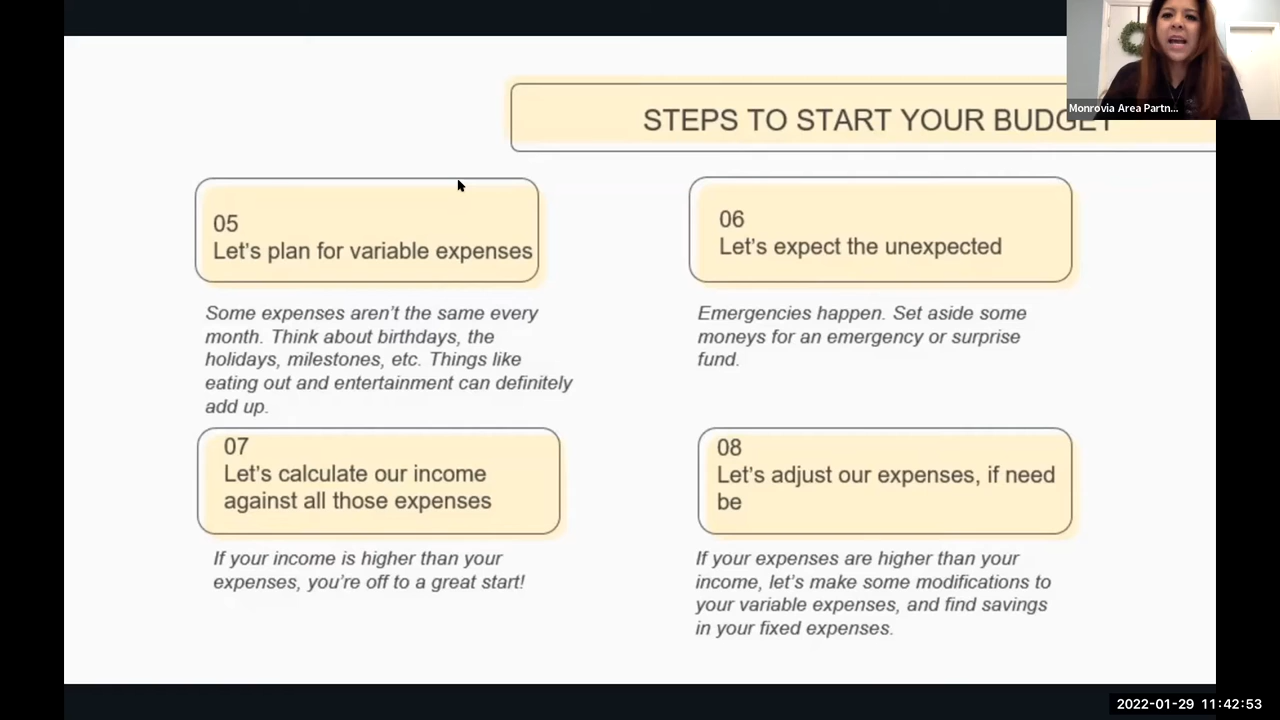 Monrovia Area Partn...
STEPS TO START YOUR BUDGET
05
Let's plan for variable expenses
Some expenses aren't the same every
month. Think about birthdays, the
holidays, milestones, etc. Things like
eating out and entertainment can definitely
add up.
06
Let's expect the unexpected
Emergencies happen. Set aside some
moneys for an emergency or surprise
fund.
07
Let's calculate our income
against all those expenses
If your income is higher than your
expenses, you're off to a great start!
08
Let's adjust our expenses, if need
be
If your expenses are higher than your
income, let's make some modifications to
your variable expenses, and find savings
in your fixed expenses.
2022-01-29 11:42:53